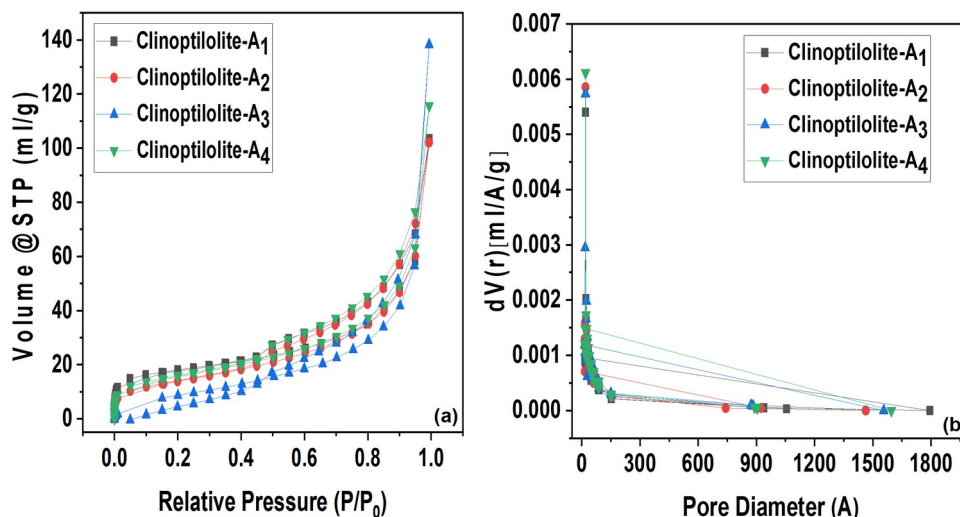 140
120
100
80
60
40
20
0
Volume @STP (ml/g)
Clinoptilolite-A1
Clinoptilolite-A2
Clinoptilolite-A3
Clinoptilolite-A4
(a)
0.0 0.2 0.4 0.6 0.8 1.0
Relative Pressure (P/P0)
0.007
0.006
0.005
0.004
0.003
0.002
0.001
0.000
dV(r)[ml/A/g]
Clinoptilolite-A1
Clinoptilolite-A2
Clinoptilolite-A3
Clinoptilolite-A4
(b)
0 300 600 900 1200 1500 1800
Pore Diameter (A)